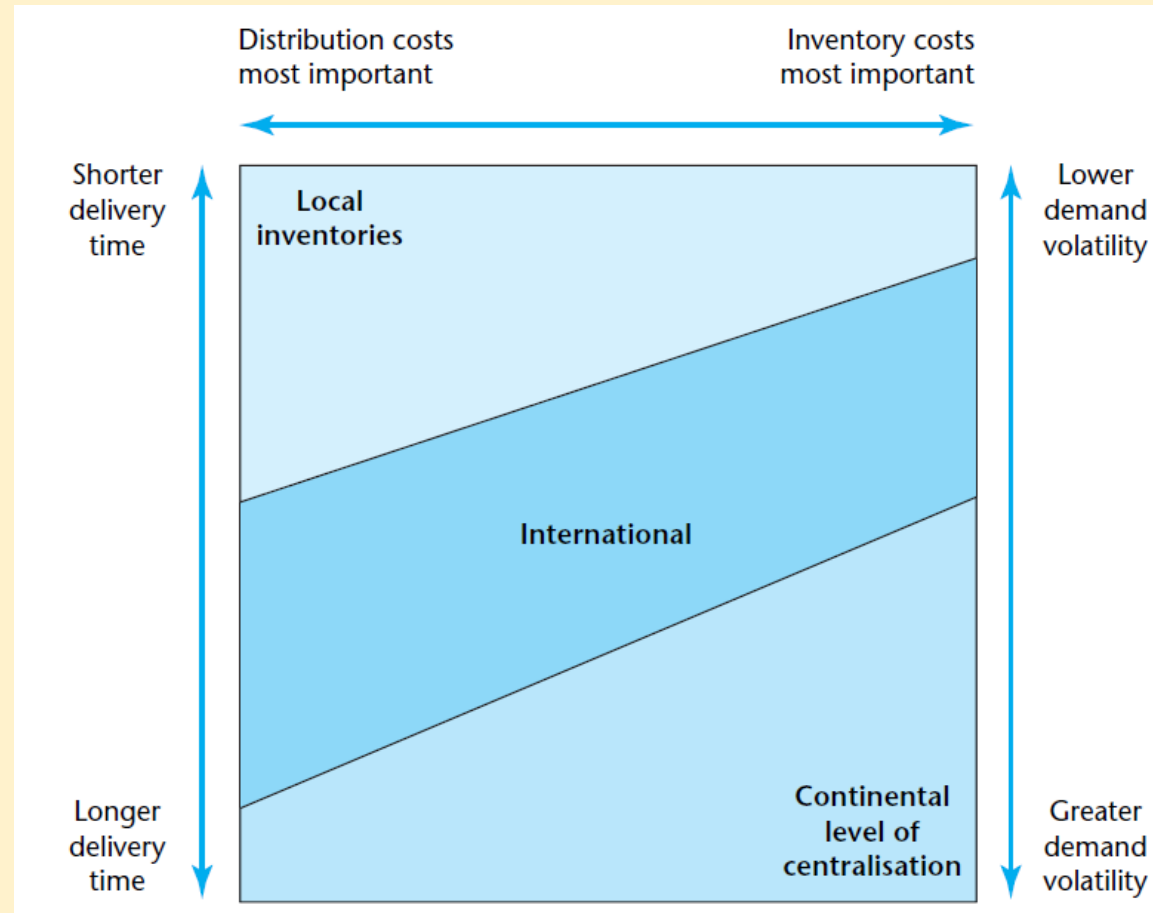 Distribution costs
most important
Inventory costs
most important
Shorter
delivery
time
Local
inventories
Lower
demand
volatility
International
Longer
delivery
time
Continental
level of
centralisation
Greater
demand
volatility